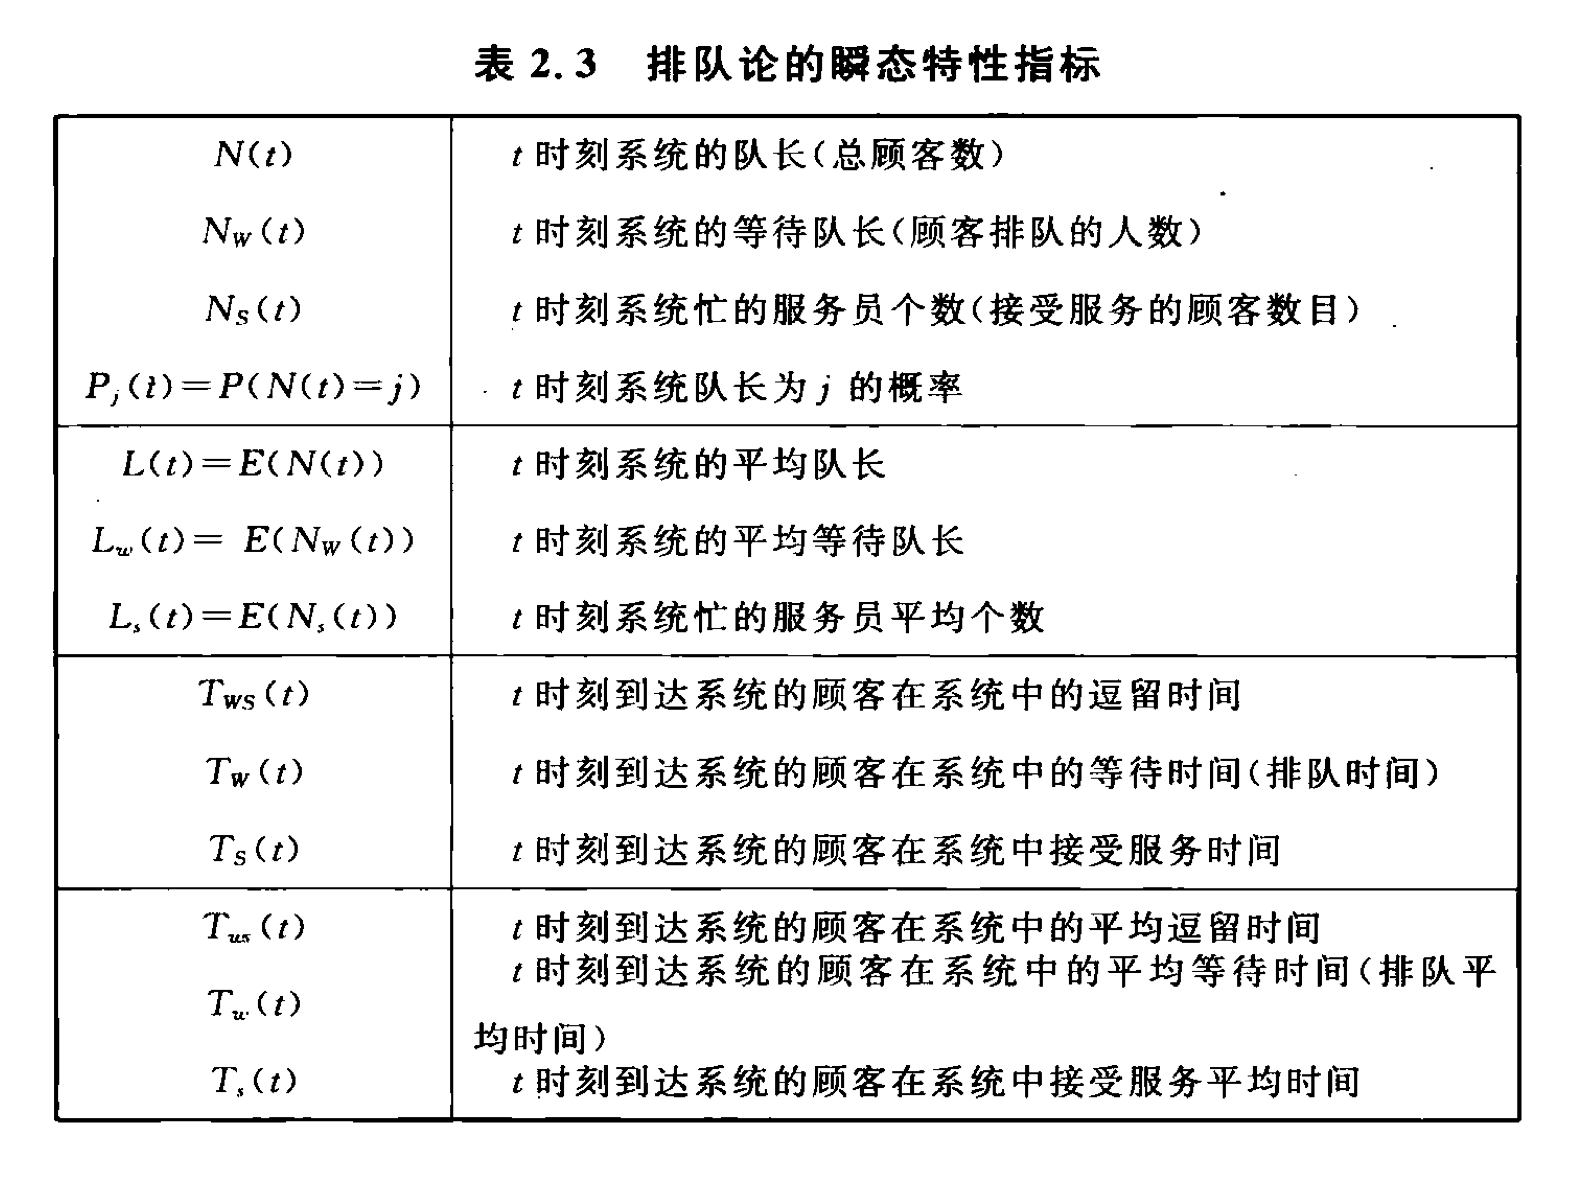 表 2.3 排队论的瞬态特性指标
N(t) t 时刻系统的队长(总顾客数)
N_W(t) t 时刻系统的等待队长(顾客排队的人数)
N_S(t) t 时刻系统忙的服务员个数(接受服务的顾客数目)
P_j(t)=P(N(t)=j) t 时刻系统队长为 j 的概率
L(t)=E(N(t)) t 时刻系统的平均队长
L_w(t)= E(N_W(t)) t 时刻系统的平均等待队长
L_s(t)=E(N_s(t)) t 时刻系统忙的服务员平均个数
T_WS(t) t 时刻到达系统的顾客在系统中的逗留时间
T_W(t) t 时刻到达系统的顾客在系统中的等待时间(排队时间)
T_S(t) t 时刻到达系统的顾客在系统中接受服务时间
T_ws(t) t 时刻到达系统的顾客在系统中的平均逗留时间
T_w(t) t 时刻到达系统的顾客在系统中的平均等待时间(排队平
均时间)
T_s(t) t 时刻到达系统的顾客在系统中接受服务平均时间